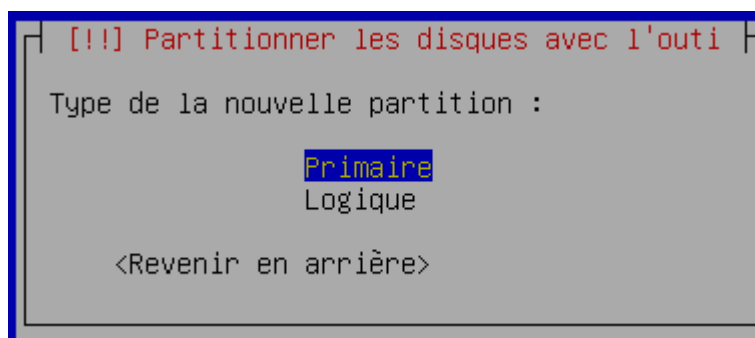 [!!] Partitionner les disques avec l'outi
Type de la nouvelle partition :
Primaire
Logique
<Revenir en arrière>